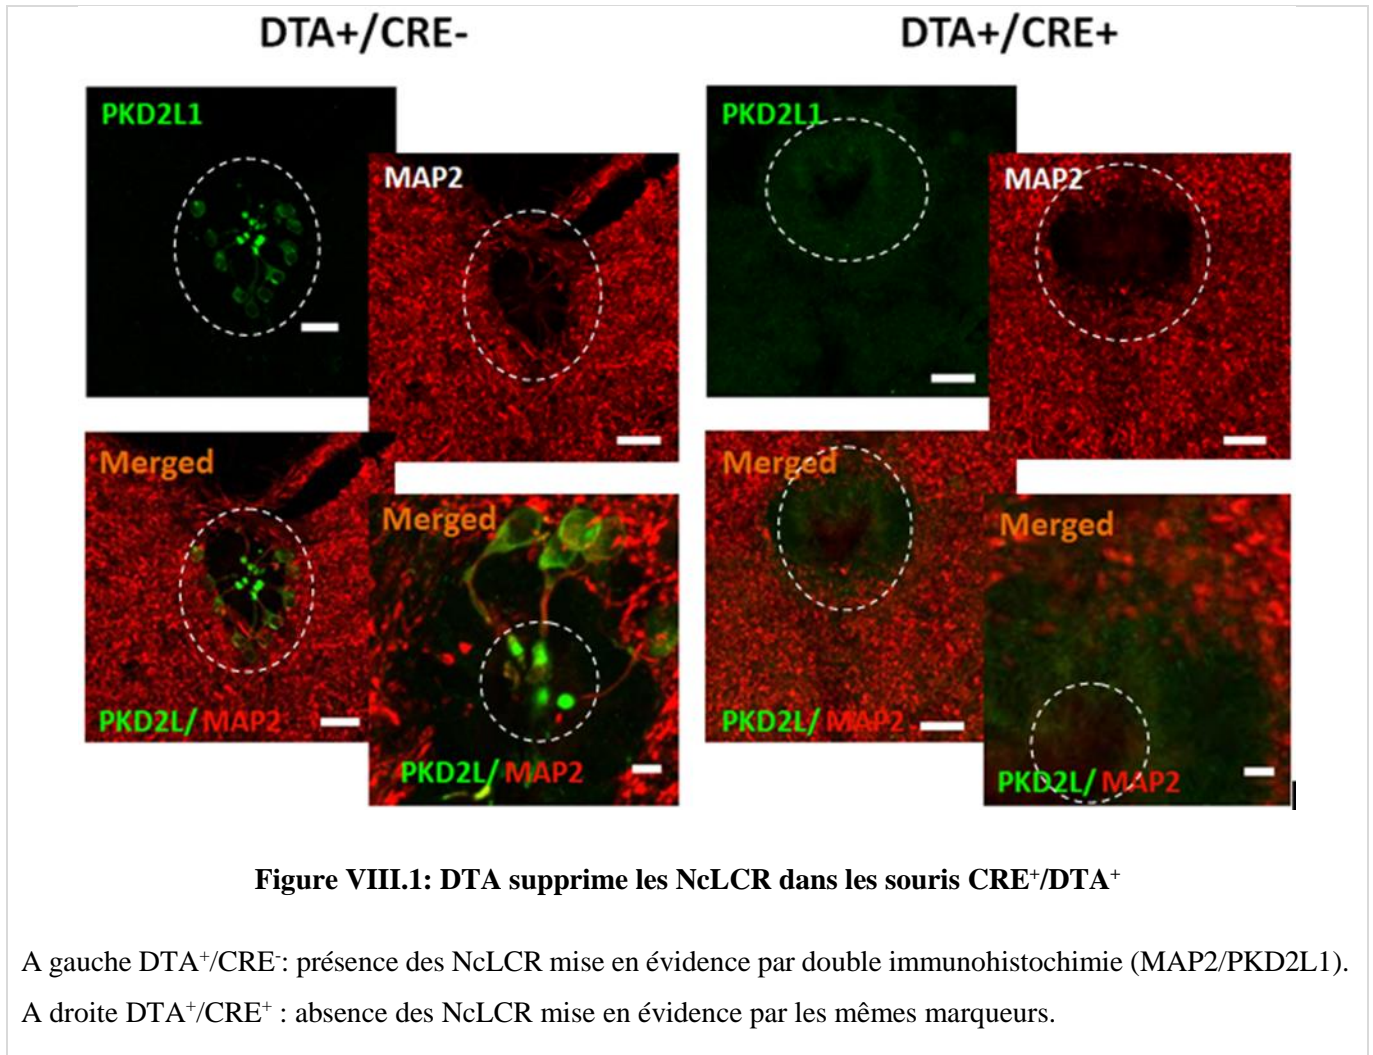 DTA+/CRE-
DTA+/CRE+
PKD2L1
MAP2
Merged
PKD2L/MAP2
Merged
PKD2L/MAP2
PKD2L1
MAP2
Merged
PKD2L/MAP2
Merged
PKD2L/MAP2
Figure VIII.1: DTA supprime les NcLCR dans les souris CRE⁺/DTA⁺
A gauche DTA⁺/CRE⁻: présence des NcLCR mise en évidence par double immunohistochimie (MAP2/PKD2L1).
A droite DTA⁺/CRE⁺ : absence des NcLCR mise en évidence par les mêmes marqueurs.